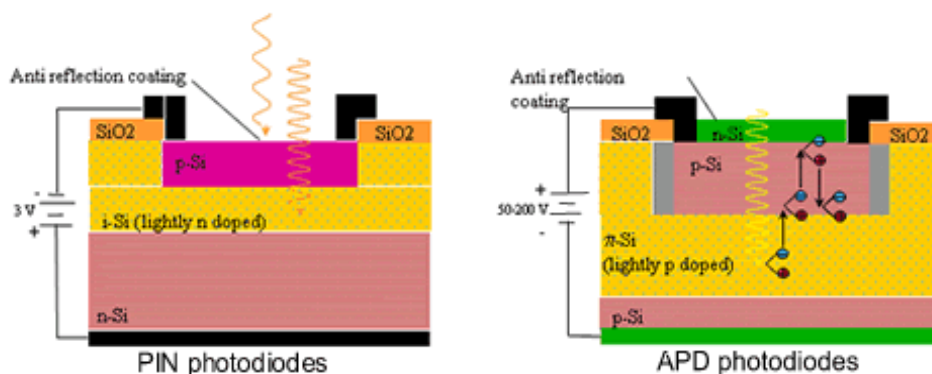 Anti reflection coating
SiO2
SiO2
p-Si
-
3 V
+
i-Si (lightly n doped)
n-Si
PIN photodiodes
Anti reflection
coating
n-Si
SiO2
SiO2
p-Si
+
50-200 V
-
π-Si
(lightly p doped)
p-Si
APD photodiodes